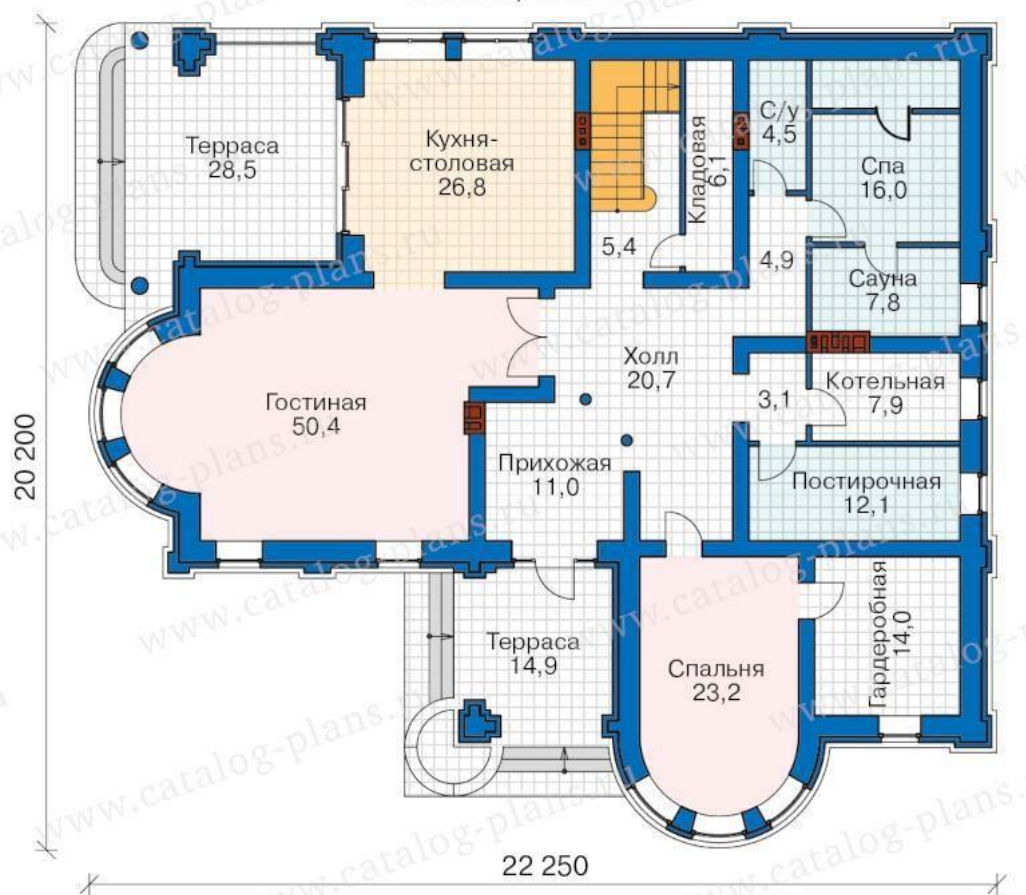 Терраса
28,5
Кухня-
столовая
26,8
Кладовая
6,1
С/у
4,5
Спа
16,0
5,4
4,9
Сауна
7,8
Холл
20,7
Гостиная
50,4
3,1
Котельная
7,9
Прихожая
11,0
Постирочная
12,1
Терраса
14,9
Спальня
23,2
Гардеробная
14,0
20 200
22 250
www.catalog-plans.ru